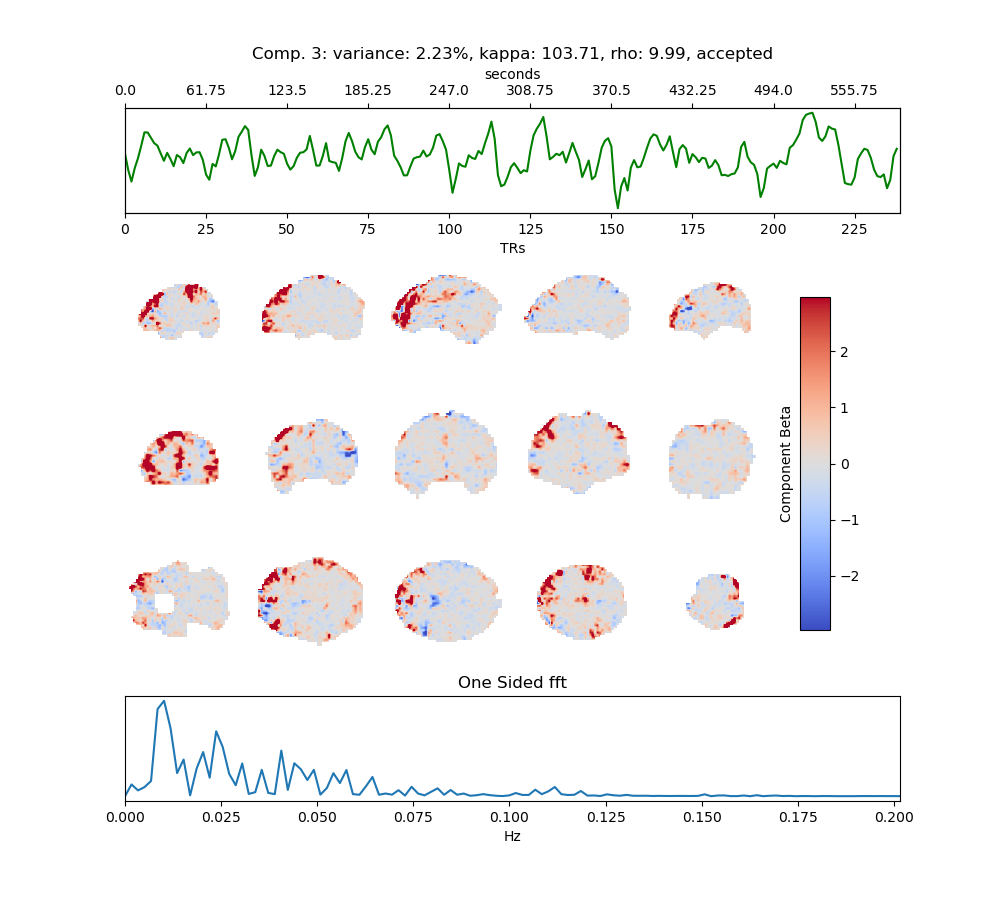 Comp. 3: variance: 2.23%, kappa: 103.71, rho: 9.99, accepted
seconds
0.0 61.75 123.5 185.25 247.0 308.75 370.5 432.25 494.0 555.75
0 25 50 75 100 125 150 175 200 225
TRs
2
1
0
−1
−2
Component Beta
One Sided fft
0.000 0.025 0.050 0.075 0.100 0.125 0.150 0.175 0.200
Hz